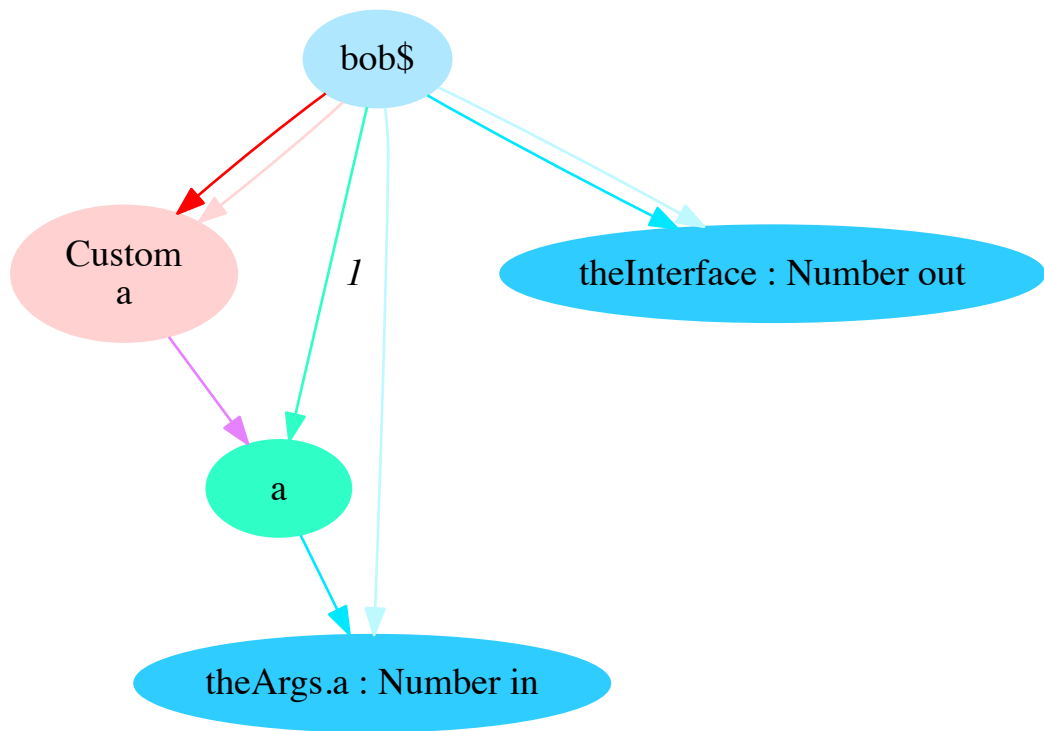 bob$
Custom
a
theInterface : Number out
1
a
theArgs.a : Number in